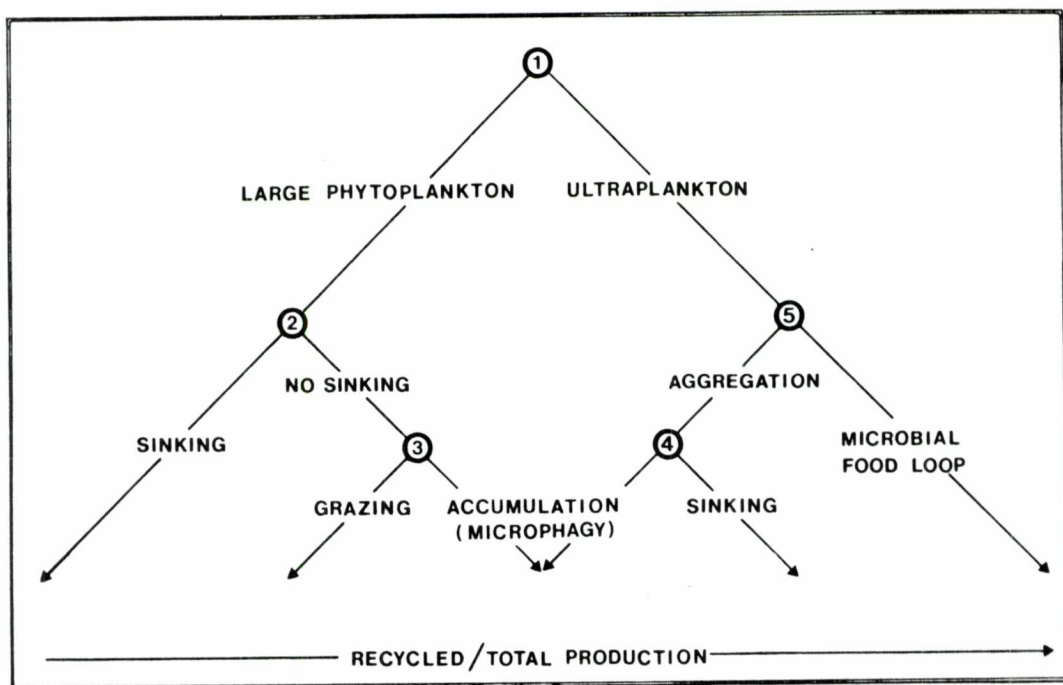 1
LARGE PHYTOPLANKTON
ULTRAPLANKTON
2
5
NO SINKING
AGGREGATION
SINKING
3
4
MICROBIAL
FOOD LOOP
GRAZING
ACCUMULATION
(MICROPHAGY)
SINKING
RECYCLED/TOTAL PRODUCTION